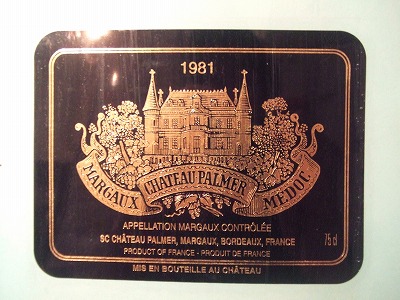 1981
MARGAUX CHATEAU PALMER MEDOC
APPELLATION MARGAUX CONTRÔLÉE
SC CHÂTEAU PALMER, MARGAUX, BORDEAUX, FRANCE 75 cl
PRODUCT OF FRANCE - PRODUIT DE FRANCE
MIS EN BOUTEILLE AU CHÂTEAU